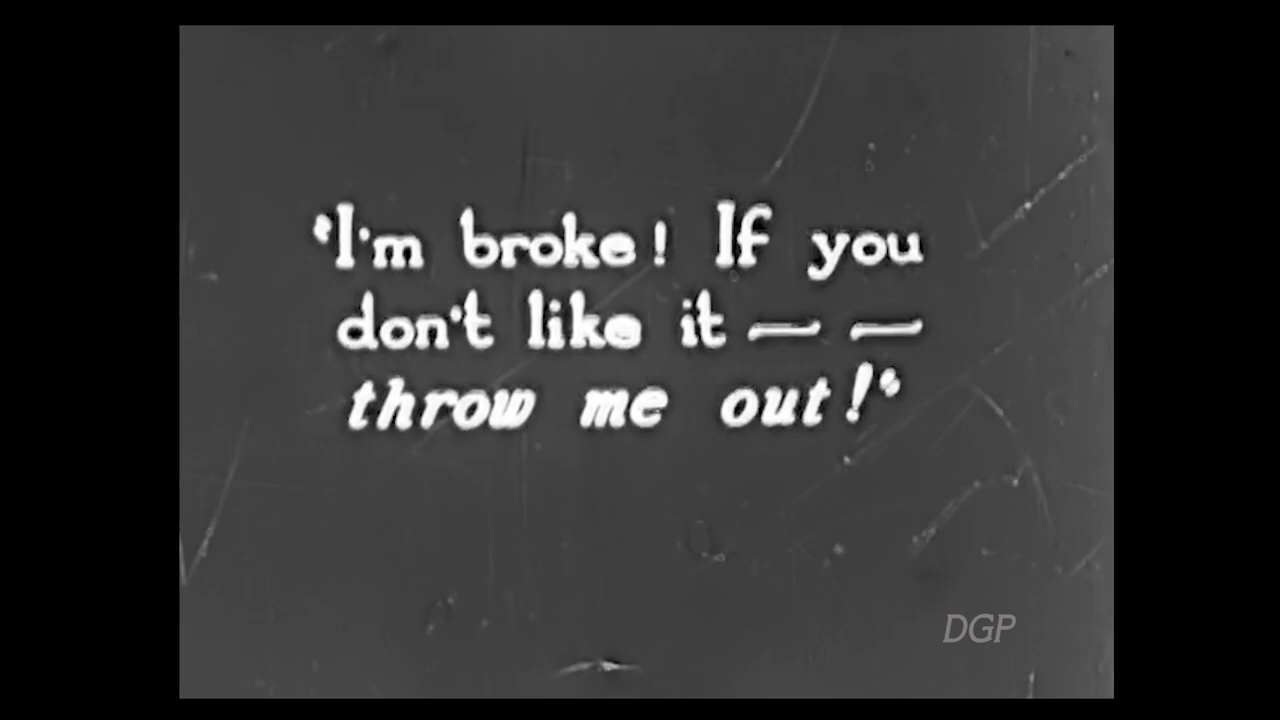 "I'm broke! If you
don't like it — —
throw me out!"
DGP